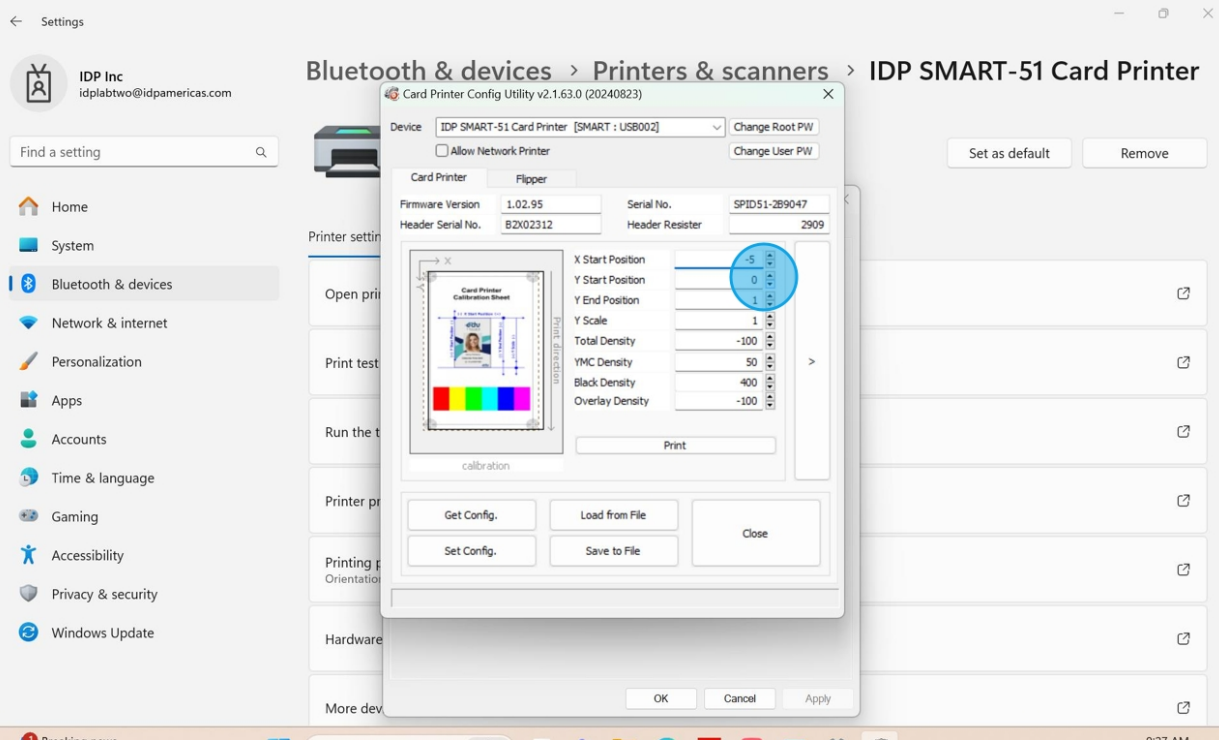 Settings
IDP Inc
idplabtwo@idpamericas.com
Find a setting
Home
System
Bluetooth & devices
Network & internet
Personalization
Apps
Accounts
Time & language
Gaming
Accessibility
Privacy & security
Windows Update
Bluetooth & devices › Printers & scanners › IDP SMART-51 Card Printer
Set as default
Remove
Printer settin
Open pri
Print test
Run the t
Printer pr
Printing p
Orientation
Hardware
More dev
Card Printer Config Utility v2.1.63.0 (20240823)
Device IDP SMART-51 Card Printer [SMART : USB002] Change Root PW
Allow Network Printer Change User PW
Card Printer Flipper
Firmware Version 1.02.95 Serial No. SPID51-2B9047
Header Serial No. B2X02312 Header Resister 2909
X
Y
Card Printer
Calibration Sheet
Print direction
calibration
X Start Position -5
Y Start Position 0
Y End Position 1
Y Scale 1
Total Density -100
YMC Density 50
Black Density 400
Overlay Density -100
>
Print
Get Config. Load from File
Close
Set Config. Save to File
OK Cancel Apply